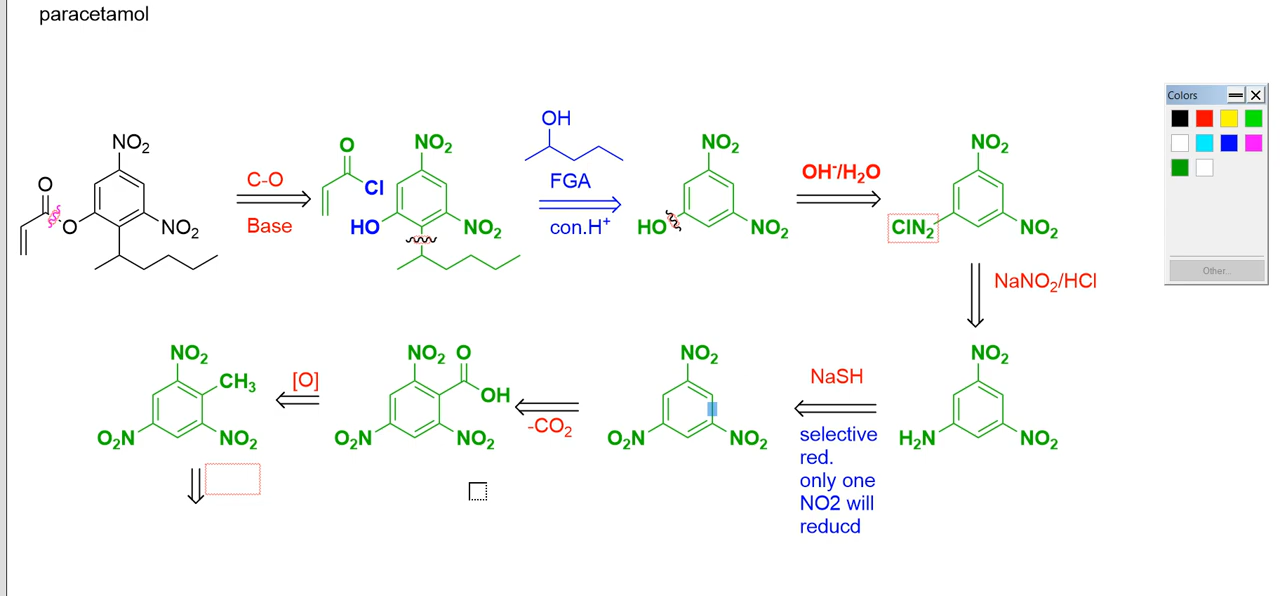 paracetamol
Colors
OH
NO₂
O
NO₂
NO₂
NO₂
O
C-O
Cl
FGA
OH⁻/H₂O
O
NO₂
Base
HO
NO₂
con.H⁺
HO
NO₂
ClN₂
NO₂
Other...
NaNO₂/HCl
NO₂
NO₂
O
NO₂
NO₂
CH₃
[O]
OH
NaSH
O₂N
NO₂
O₂N
NO₂
-CO₂
O₂N
NO₂
selective
red.
only one
NO2 will
reducd
H₂N
NO₂